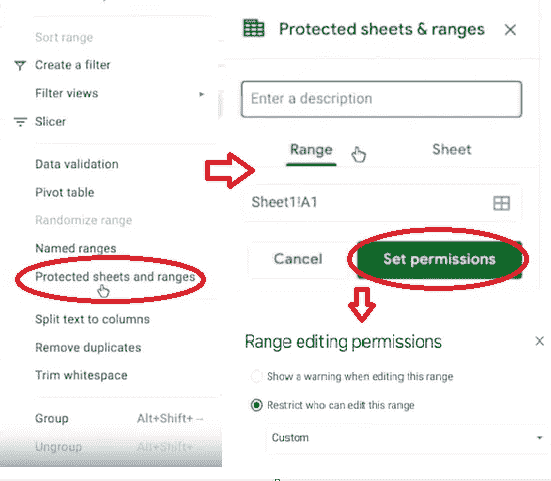 Sort range
Create a filter
Filter views
Slicer
Data validation
Pivot table
Randomize range
Named ranges
Protected sheets and ranges
Split text to columns
Remove duplicates
Trim whitespace
Group Alt+Shift+→
Ungroup Alt+Shift+
Protected sheets & ranges
Enter a description
Range Sheet
Sheet1!A1
Cancel Set permissions
Range editing permissions
Show a warning when editing this range
Restrict who can edit this range
Custom